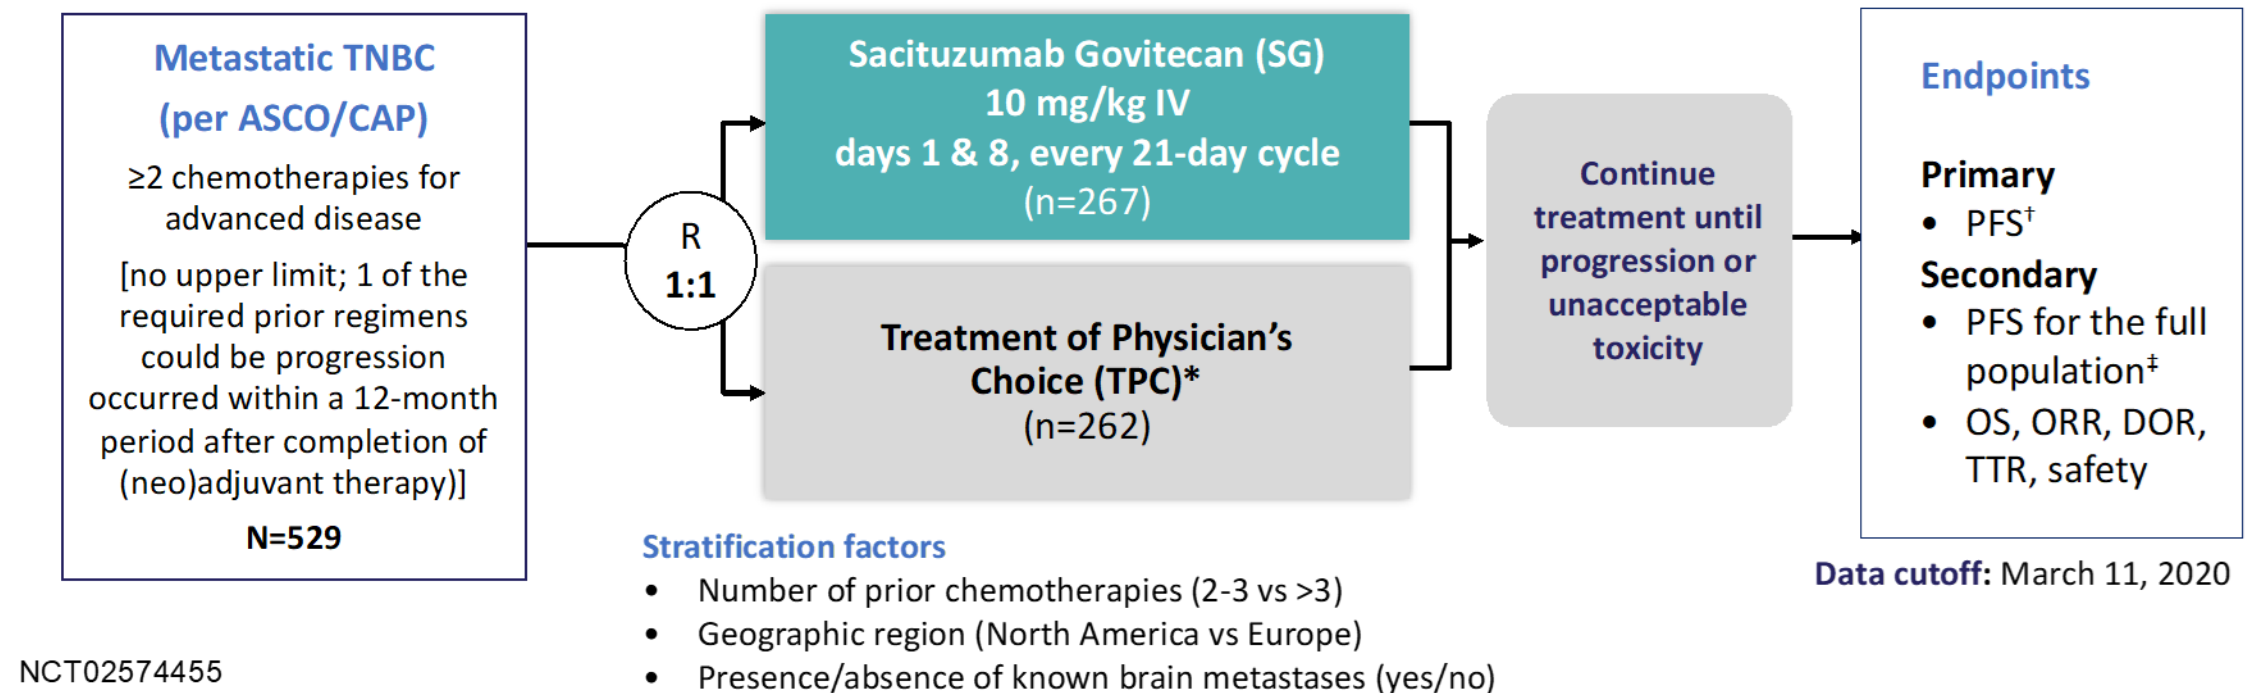 Metastatic TNBC
(per ASCO/CAP)
≥2 chemotherapies for
advanced disease
[no upper limit; 1 of the
required prior regimens
could be progression
occurred within a 12-month
period after completion of
(neo)adjuvant therapy)]
N=529
R
1:1
Sacituzumab Govitecan (SG)
10 mg/kg IV
days 1 & 8, every 21-day cycle
(n=267)
Treatment of Physician’s
Choice (TPC)*
(n=262)
Continue
treatment until
progression or
unacceptable
toxicity
Endpoints
Primary
• PFS†
Secondary
• PFS for the full
population‡
• OS, ORR, DOR,
TTR, safety
Data cutoff: March 11, 2020
Stratification factors
• Number of prior chemotherapies (2-3 vs >3)
• Geographic region (North America vs Europe)
• Presence/absence of known brain metastases (yes/no)
NCT02574455